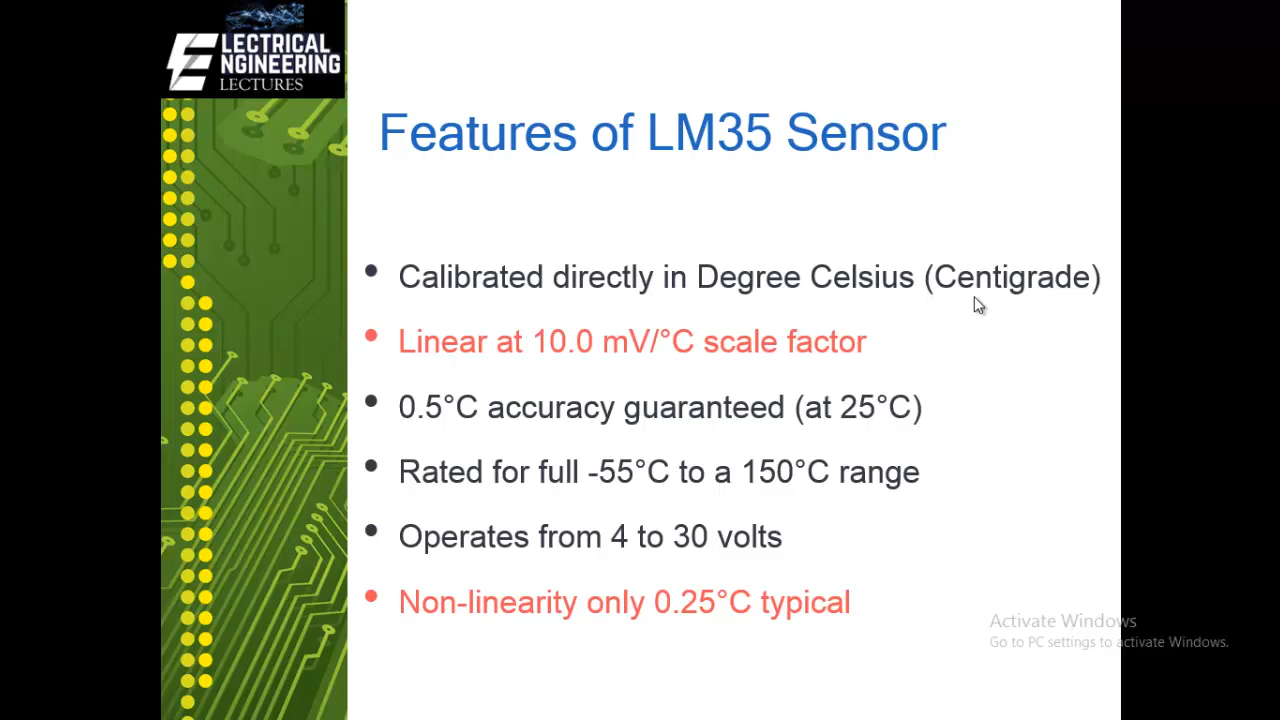 ELECTRICAL
ENGINEERING
LECTURES
Features of LM35 Sensor
• Calibrated directly in Degree Celsius (Centigrade)
• Linear at 10.0 mV/°C scale factor
• 0.5°C accuracy guaranteed (at 25°C)
• Rated for full -55°C to a 150°C range
• Operates from 4 to 30 volts
• Non-linearity only 0.25°C typical
Activate Windows
Go to PC settings to activate Windows.